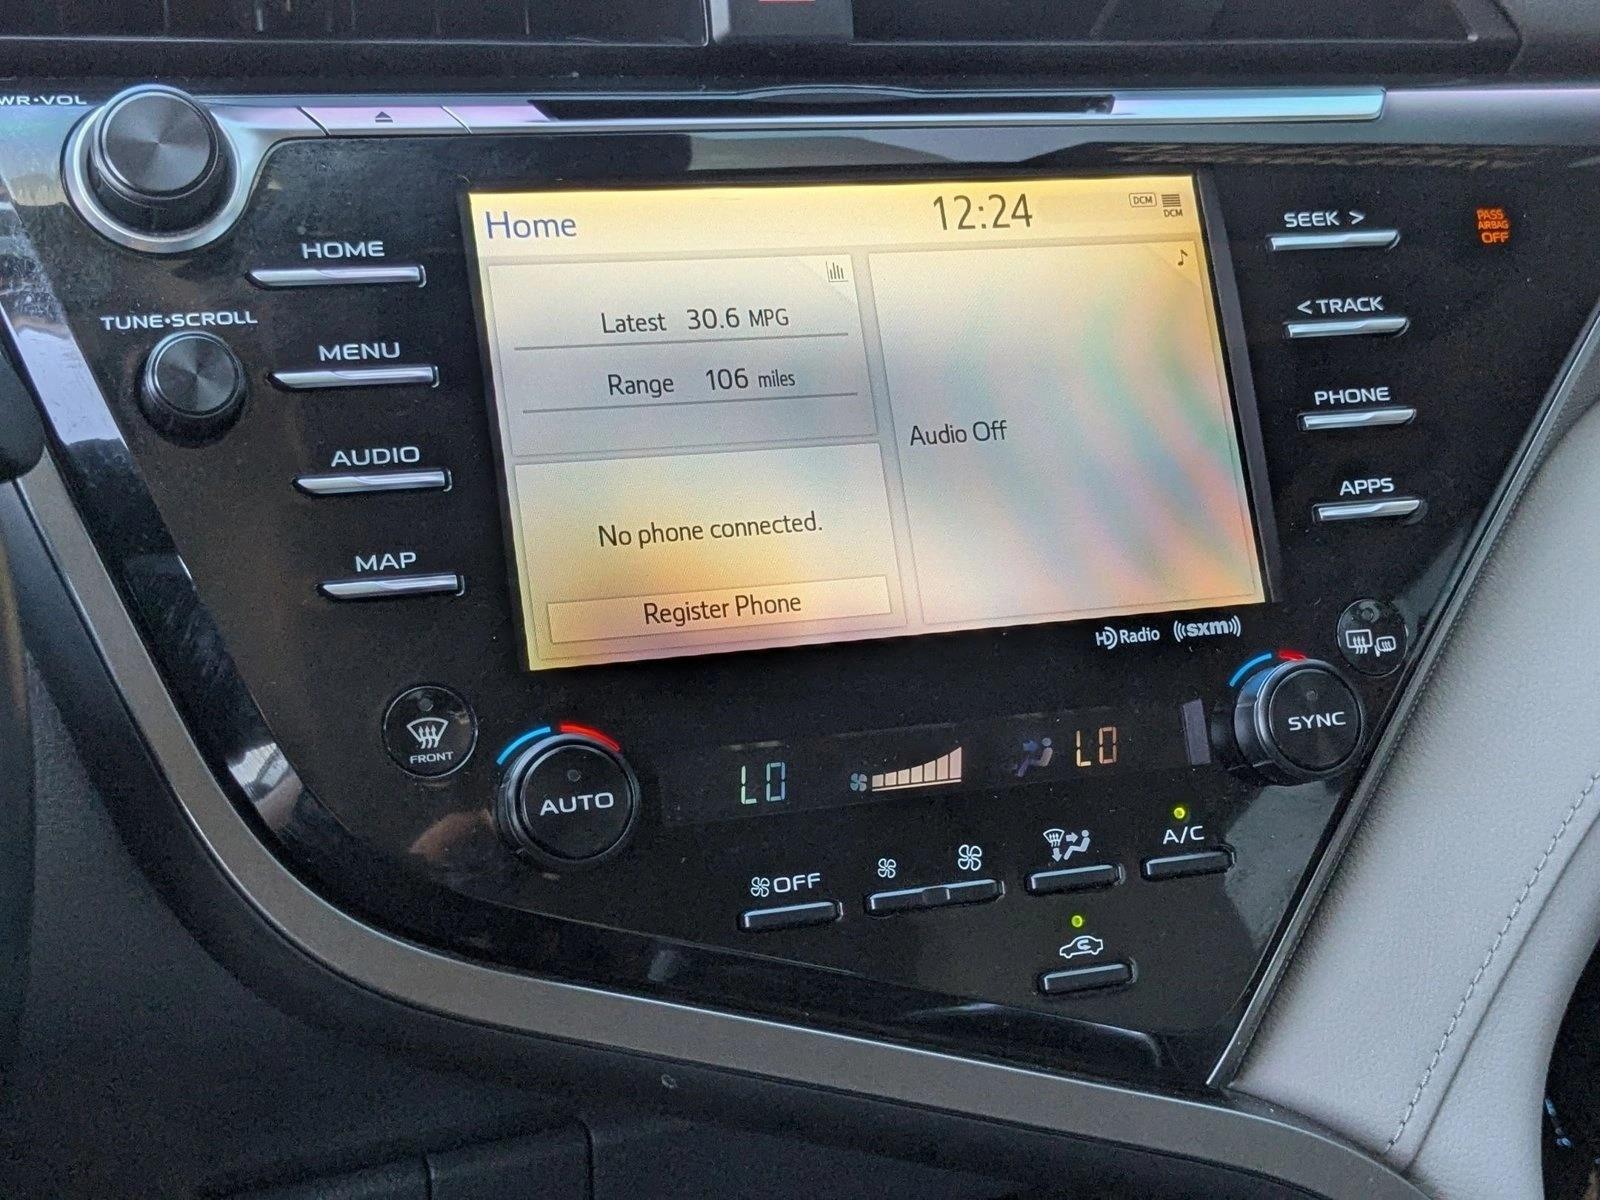 WR•VOL
HOME
TUNE•SCROLL
MENU
AUDIO
MAP
Home
12:24
DCM
DCM
Latest 30.6 MPG
Range 106 miles
No phone connected.
Register Phone
Audio Off
SEEK >
< TRACK
PHONE
APPS
PASS
AIRBAG
OFF
HD Radio
((sxm))
FRONT
AUTO
LO
LO
SYNC
OFF
A/C